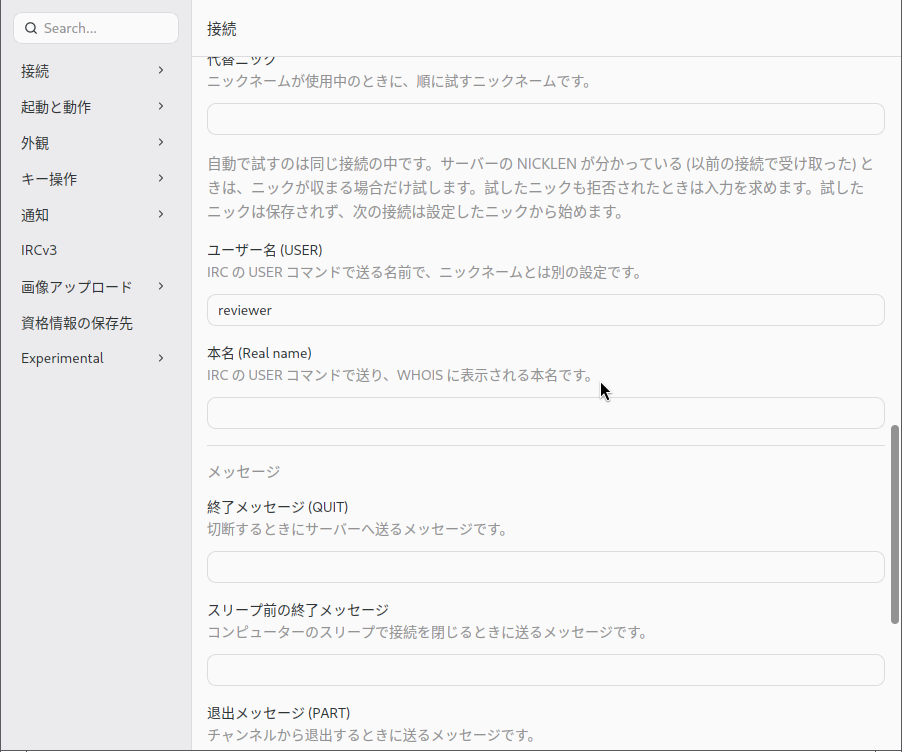 Search...
接続
起動と動作
外観
キー操作
通知
IRCv3
画像アップロード
資格情報の保存先
Experimental
接続
代替ニック
ニックネームが使用中のときに、順に試すニックネームです。
自動で試すのは同じ接続の中です。サーバーの NICKLEN が分かっている (以前の接続で受け取った) と
きは、ニックが収まる場合だけ試します。試したニックも拒否されたときは入力を求めます。試した
ニックは保存されず、次の接続は設定したニックから始めます。
ユーザー名 (USER)
IRC の USER コマンドで送る名前で、ニックネームとは別の設定です。
reviewer
本名 (Real name)
IRC の USER コマンドで送り、WHOIS に表示される本名です。
メッセージ
終了メッセージ (QUIT)
切断するときにサーバーへ送るメッセージです。
スリープ前の終了メッセージ
コンピューターのスリープで接続を閉じるときに送るメッセージです。
退出メッセージ (PART)
チャンネルから退出するときに送るメッセージです。